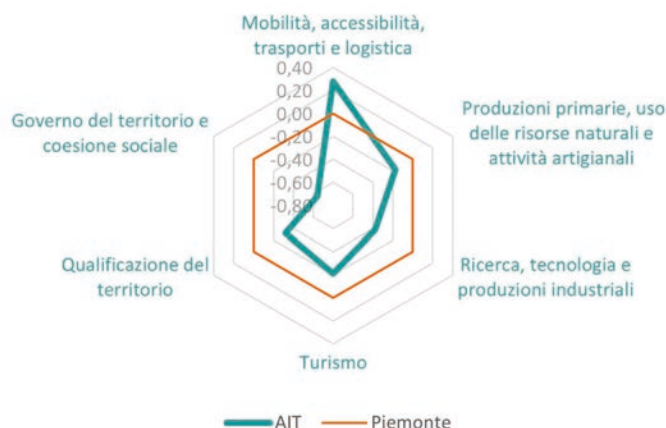 Mobilità, accessibilità,
trasporti e logistica
0,40
0,20
0,00
-0,20
-0,40
-0,60
-0,80
Produzioni primarie, uso
delle risorse naturali e
attività artigianali
Ricerca, tecnologia e
produzioni industriali
Turismo
Qualificazione del
territorio
Governo del territorio e
coesione sociale
AIT
Piemonte